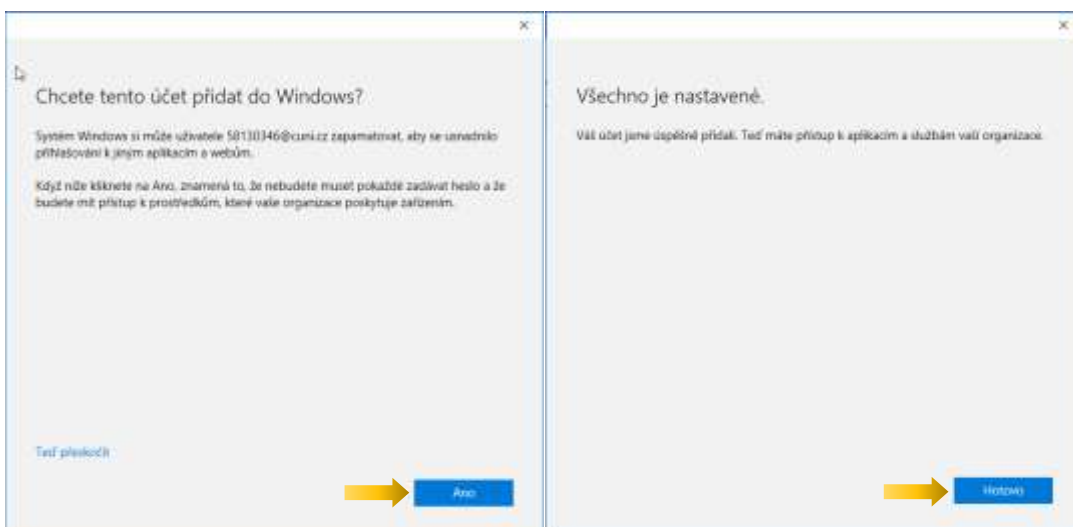 Chcete tento účet přidat do Windows?
Systém Windows si může uživatele 58130346@cuni.cz zapamatovat, aby se usnadnilo
přihlašování k jiným aplikacím a webům.
Když níže kliknete na Ano, znamená to, že nebudete muset pokaždé zadávat heslo a že
budete mít přístup k prostředkům, které vaše organizace poskytuje zařízením.
Teď přeskočit
Ano
Všechno je nastavené.
Váš účet jsme úspěšně přidali. Teď máte přístup k aplikacím a službám vaší organizace.
Hotovo